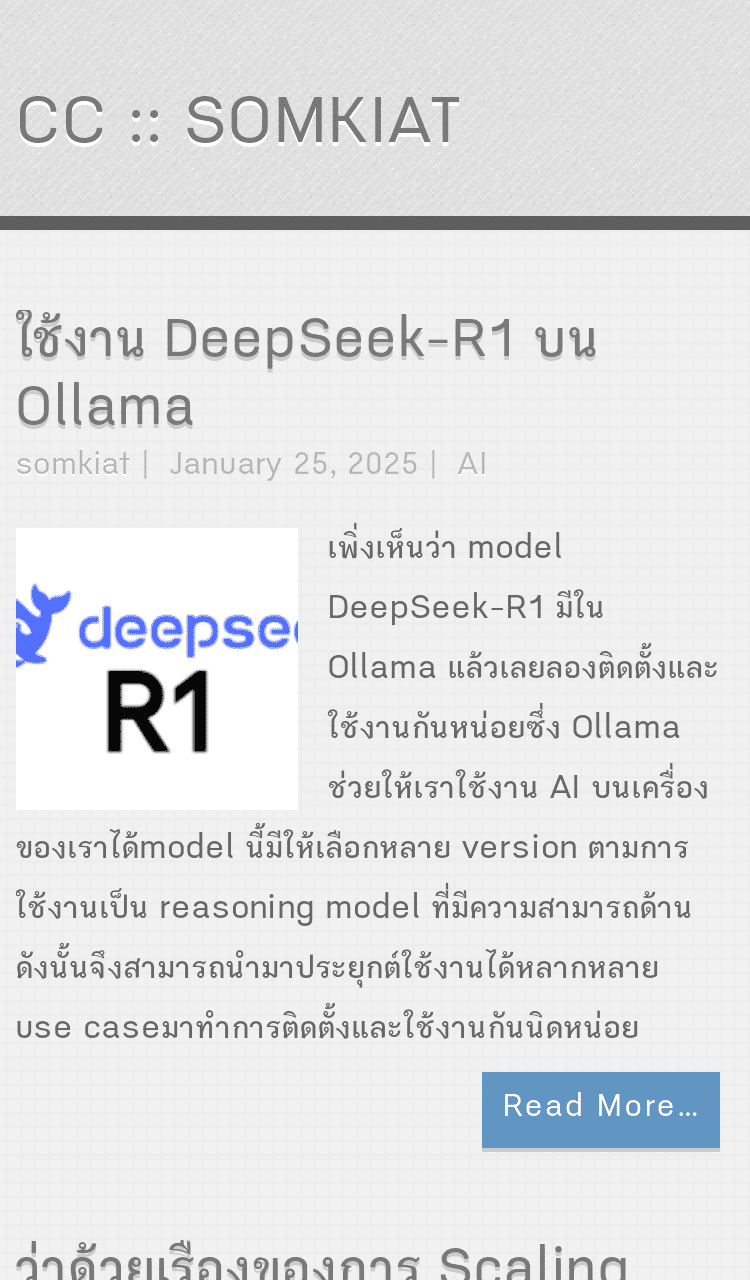 CC :: SOMKIAT
ใช้งาน DeepSeek-R1 บน
Ollama
somkiat | January 25, 2025 | AI
deepsee
R1
เพิ่งเห็นว่า model
DeepSeek-R1 มีใน
Ollama แล้วเลยลองติดตั้งและ
ใช้งานกันหน่อยซึ่ง Ollama
ช่วยให้เราใช้งาน AI บนเครื่อง
ของเราได้model นี้มีให้เลือกหลาย version ตามการ
ใช้งานเป็น reasoning model ที่มีความสามารถด้าน
ดังนั้นจึงสามารถนำมาประยุกต์ใช้งานได้หลากหลาย
use caseมาทำการติดตั้งและใช้งานกันนิดหน่อย
Read More…
ว่าด้วยเรื่องของการ Scaling